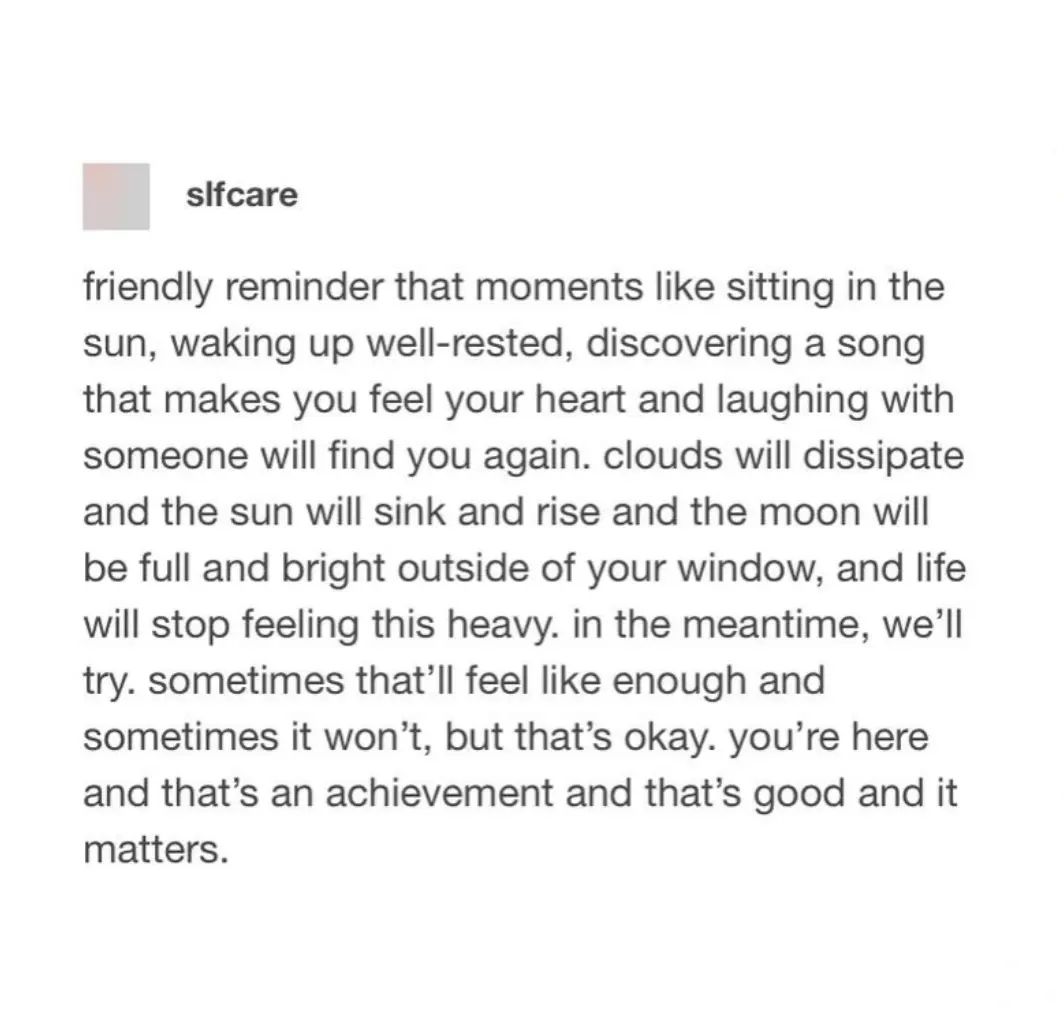 slfcare
friendly reminder that moments like sitting in the
sun, waking up well-rested, discovering a song
that makes you feel your heart and laughing with
someone will find you again. clouds will dissipate
and the sun will sink and rise and the moon will
be full and bright outside of your window, and life
will stop feeling this heavy. in the meantime, we’ll
try. sometimes that’ll feel like enough and
sometimes it won’t, but that’s okay. you’re here
and that’s an achievement and that’s good and it
matters.